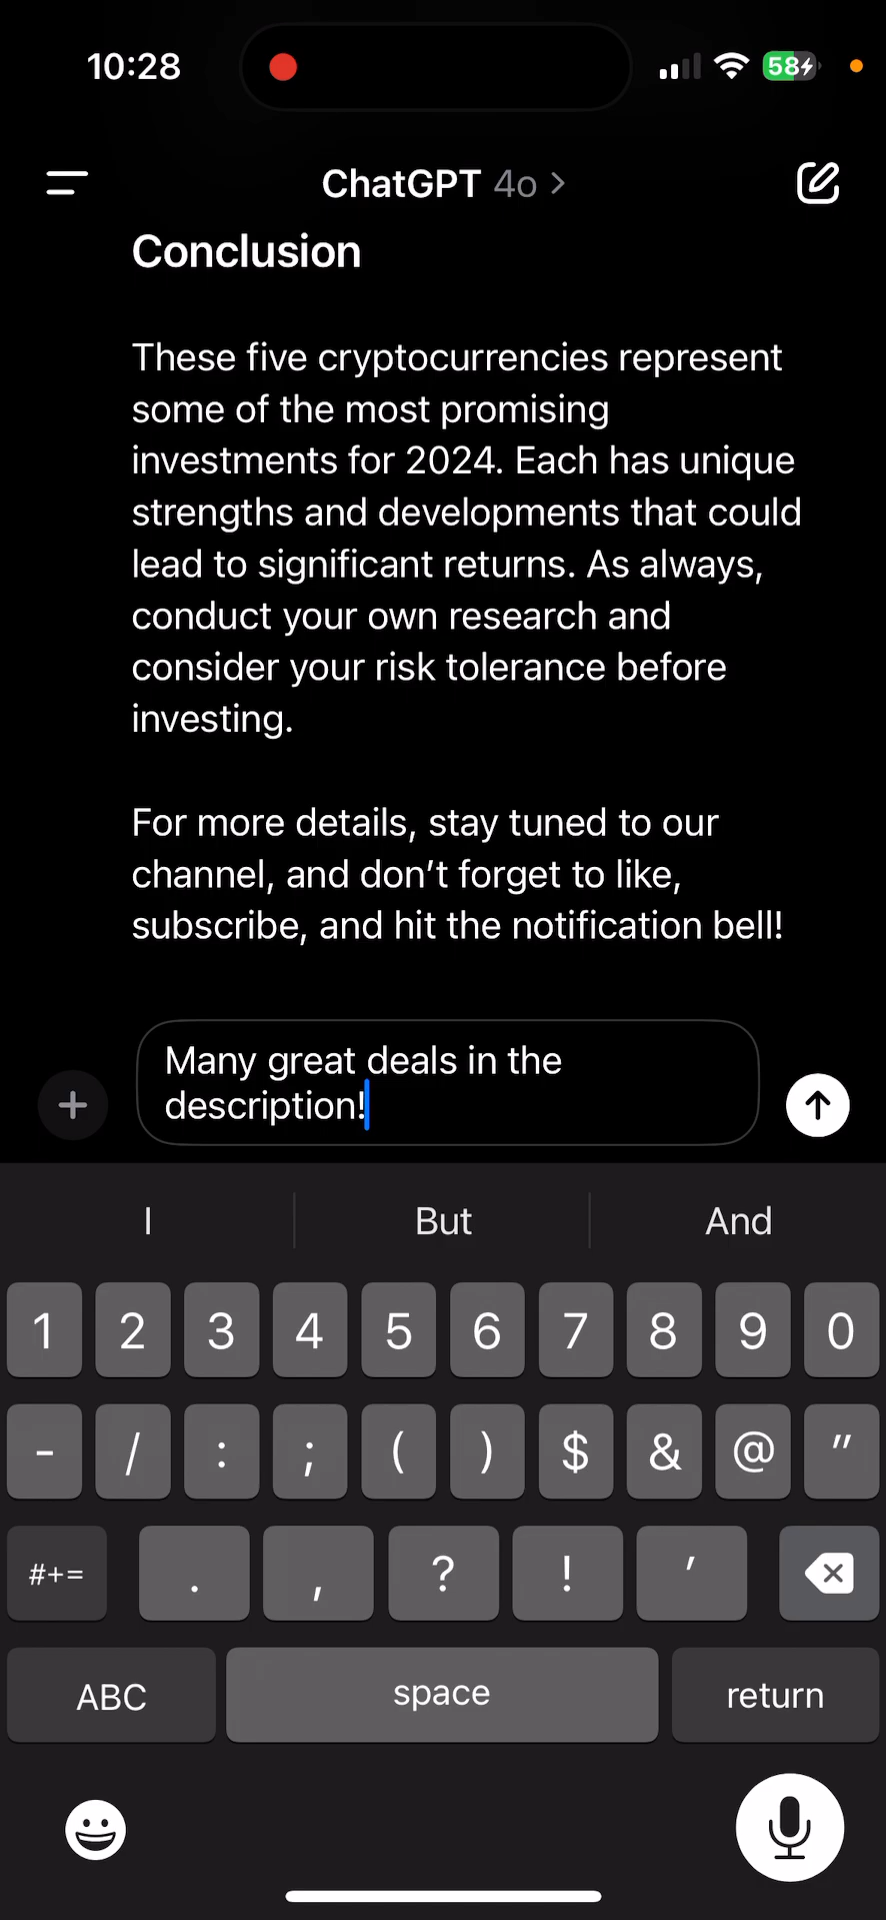 10:28
58
ChatGPT 4o >
Conclusion
These five cryptocurrencies represent
some of the most promising
investments for 2024. Each has unique
strengths and developments that could
lead to significant returns. As always,
conduct your own research and
consider your risk tolerance before
investing.
For more details, stay tuned to our
channel, and don’t forget to like,
subscribe, and hit the notification bell!
Many great deals in the
description!
I But And
1 2 3 4 5 6 7 8 9 0
- / : ; ( ) $ & @ "
#+= . , ? ! ’
ABC space return